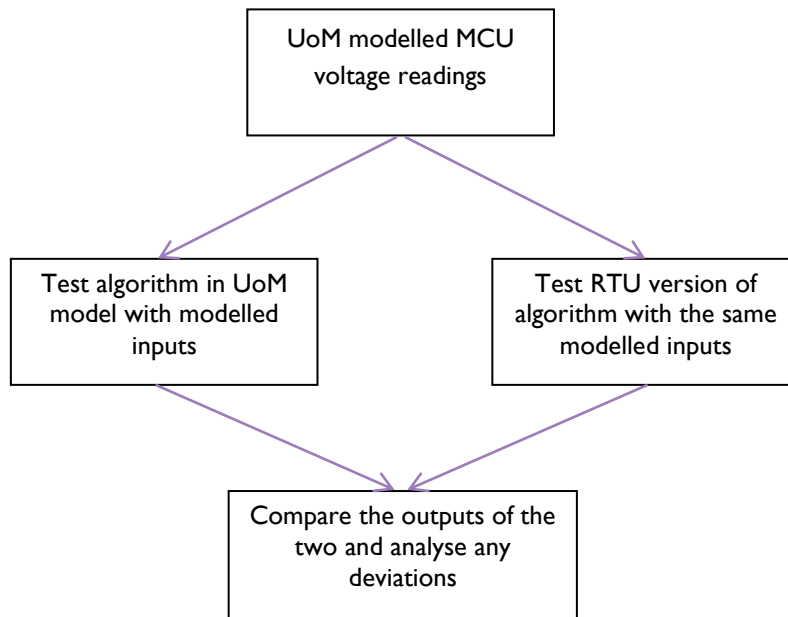 UoM modelled MCU
voltage readings
Test algorithm in UoM
model with modelled
inputs
Test RTU version of
algorithm with the same
modelled inputs
Compare the outputs of the
two and analyse any
deviations